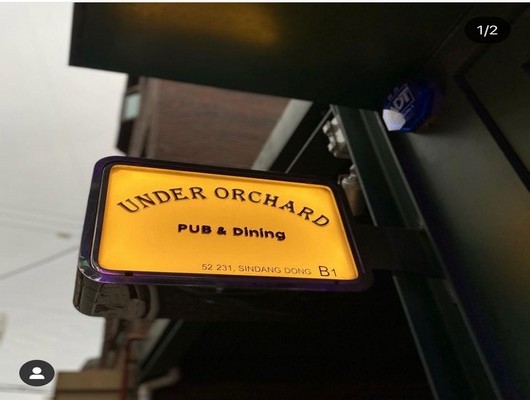 1/2
UNDER ORCHARD
PUB & Dining
52 231, SINDANG DONG B1